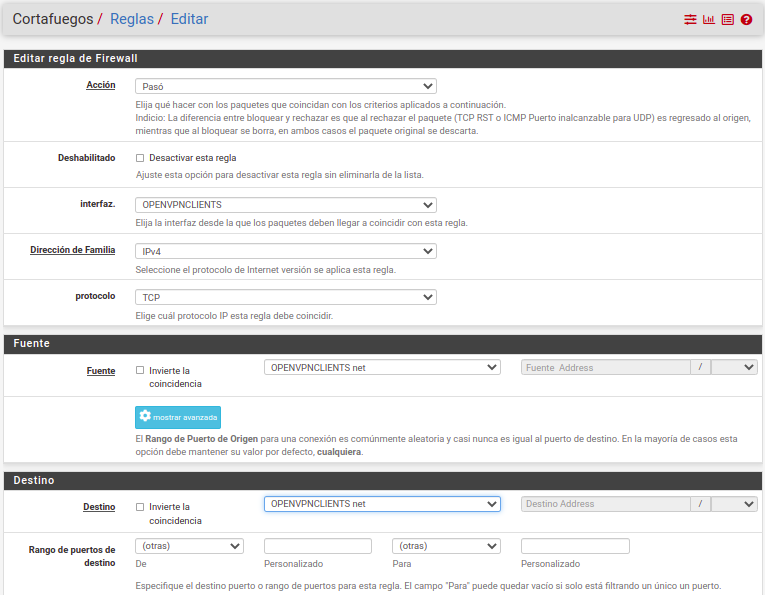 Cortafuegos / Reglas / Editar
Editar regla de Firewall
Acción
Pasó
Elija qué hacer con los paquetes que coincidan con los criterios aplicados a continuación.
Indicio: La diferencia entre bloquear y rechazar es que al rechazar el paquete (TCP RST o ICMP Puerto inalcanzable para UDP) es regresado al origen,
mientras que al bloquear se borra, en ambos casos el paquete original se descarta.
Deshabilitado
Desactivar esta regla
Ajuste esta opción para desactivar esta regla sin eliminarla de la lista.
interfaz.
OPENVPNCLIENTS
Elija la interfaz desde la que los paquetes deben llegar a coincidir con esta regla.
Dirección de Familia
IPv4
Seleccione el protocolo de Internet versión se aplica esta regla.
protocolo
TCP
Elige cuál protocolo IP esta regla debe coincidir.
Fuente
Fuente
Invierte la
coincidencia
OPENVPNCLIENTS net
Fuente Address
/
mostrar avanzada
El Rango de Puerto de Origen para una conexión es comúnmente aleatoria y casi nunca es igual al puerto de destino. En la mayoría de casos esta
opción debe mantener su valor por defecto, cualquiera.
Destino
Destino
Invierte la
coincidencia
OPENVPNCLIENTS net
Destino Address
/
Rango de puertos de
destino
(otras)
(otras)
De
Personalizado
Para
Personalizado
Especifique el destino puerto o rango de puertos para esta regla. El campo "Para" puede quedar vacío si solo está filtrando un único un puerto.